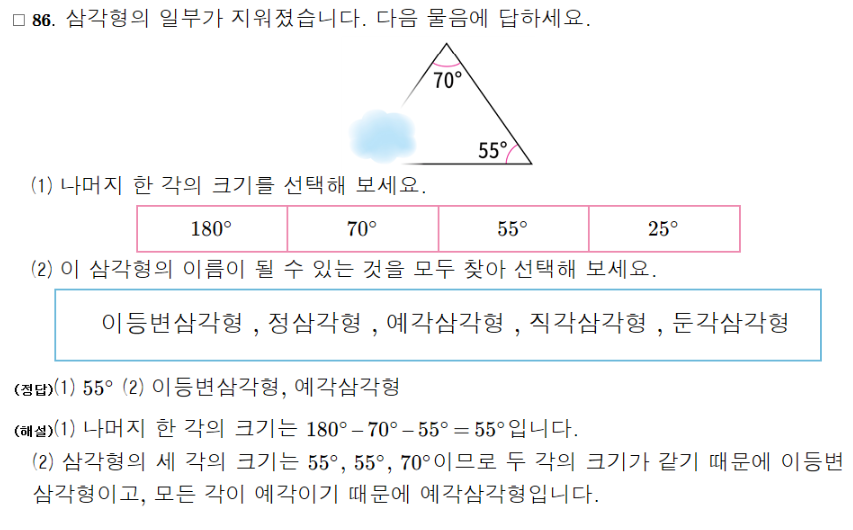 □ 86. 삼각형의 일부가 지워졌습니다. 다음 물음에 답하세요.
70°
55°
(1) 나머지 한 각의 크기를 선택해 보세요.
180° 70° 55° 25°
(2) 이 삼각형의 이름이 될 수 있는 것을 모두 찾아 선택해 보세요.
이등변삼각형 , 정삼각형 , 예각삼각형 , 직각삼각형 , 둔각삼각형
(정답)(1) 55° (2) 이등변삼각형, 예각삼각형
(해설)(1) 나머지 한 각의 크기는 180°-70°-55°=55°입니다.
(2) 삼각형의 세 각의 크기는 55°, 55°, 70°이므로 두 각의 크기가 같기 때문에 이등변
삼각형이고, 모든 각이 예각이기 때문에 예각삼각형입니다.